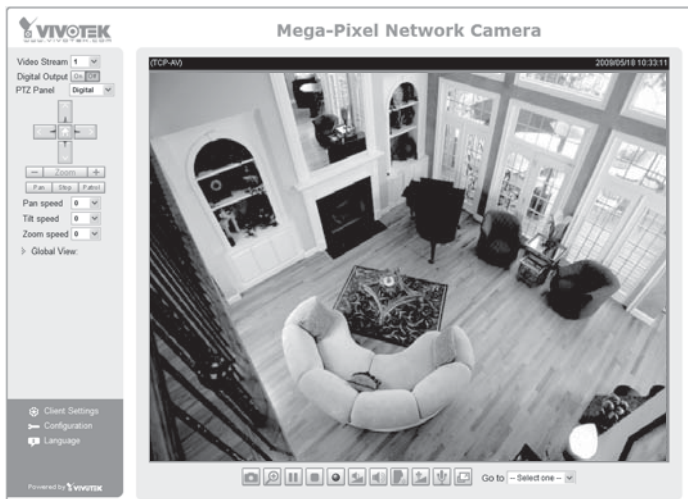 VIVOTEK
www.vivotek.com
Mega-Pixel Network Camera
Video Stream 1
Digital Output On Off
PTZ Panel Digital
Zoom
Pan Stop Patrol
Pan speed 0
Tilt speed 0
Zoom speed 0
Global View:
Client Settings
Configuration
Language
Powered by VIVOTEK
(TCP-AV) 2009/05/18 10:33:11
Go to -- Select one --